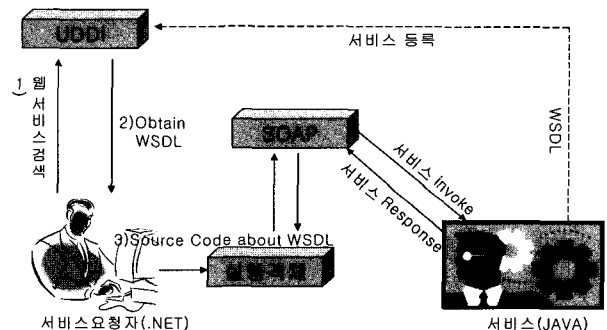 UDDI
서비스 등록
1)
웹 서비스검색
2)Obtain
WSDL
SOAP
서비스 invoke
서비스 Response
WSDL
3)Source Code about WSDL
서비스요청자(.NET)
서비스(JAVA)